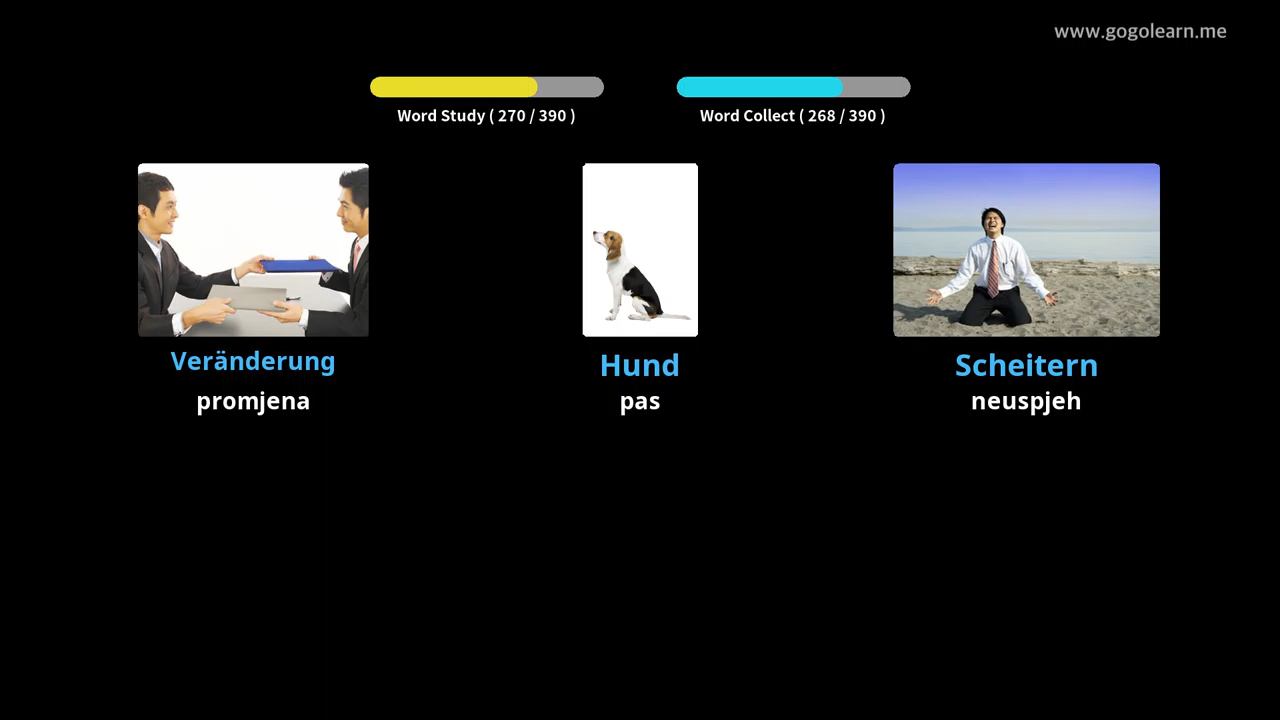 www.gogolearn.me
Word Study ( 270 / 390 )
Word Collect ( 268 / 390 )
Veränderung
promjena
Hund
pas
Scheitern
neuspjeh